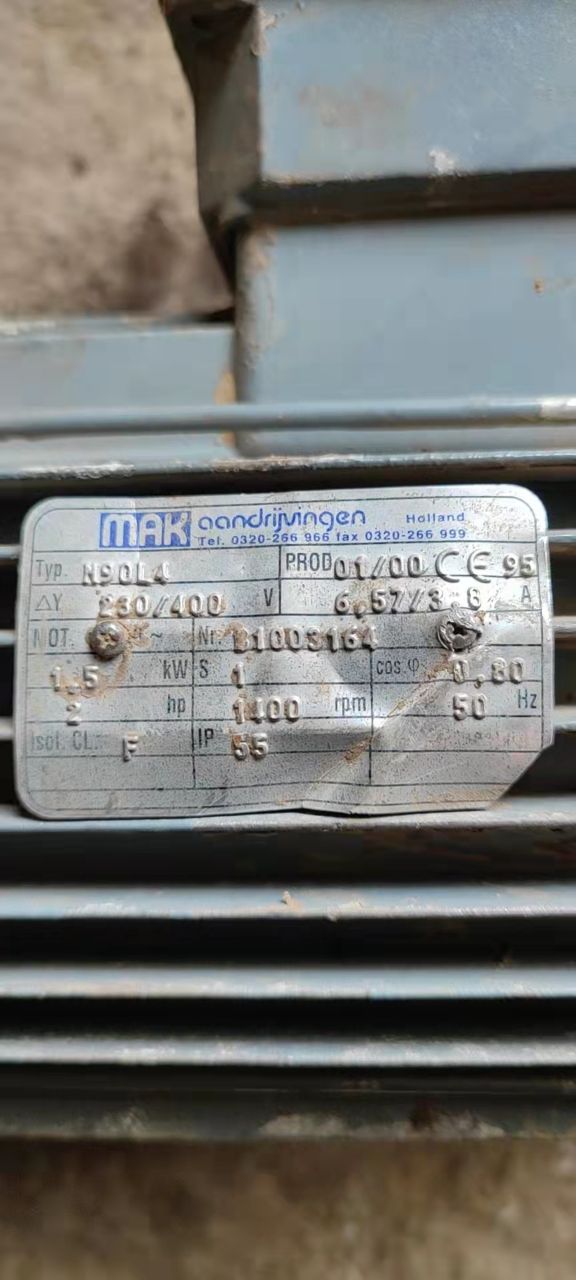 MAK aandrijvingen Holland
Tel. 0320-266 966 fax 0320-266 999
Typ. N90L4 PROD 01/00 CE 95
ΔY 230/400 V 6,57/3 8 A
MOT. ~ Nr. 31003164
1.5 kW S 1 cos.φ 0,80
2 hp 1400 rpm 50 Hz
Isol. CL. F IP 55